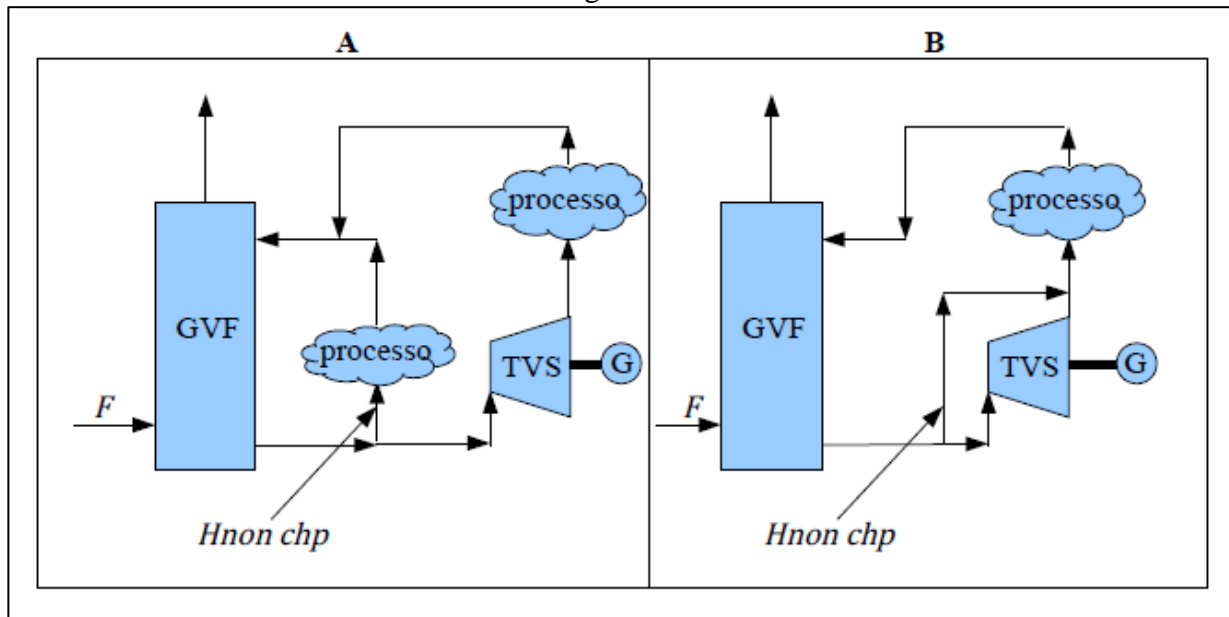 A
B
processo
processo
GVF
processo
TVS
G
GVF
TVS
G
F
F
Hnon chp
Hnon chp